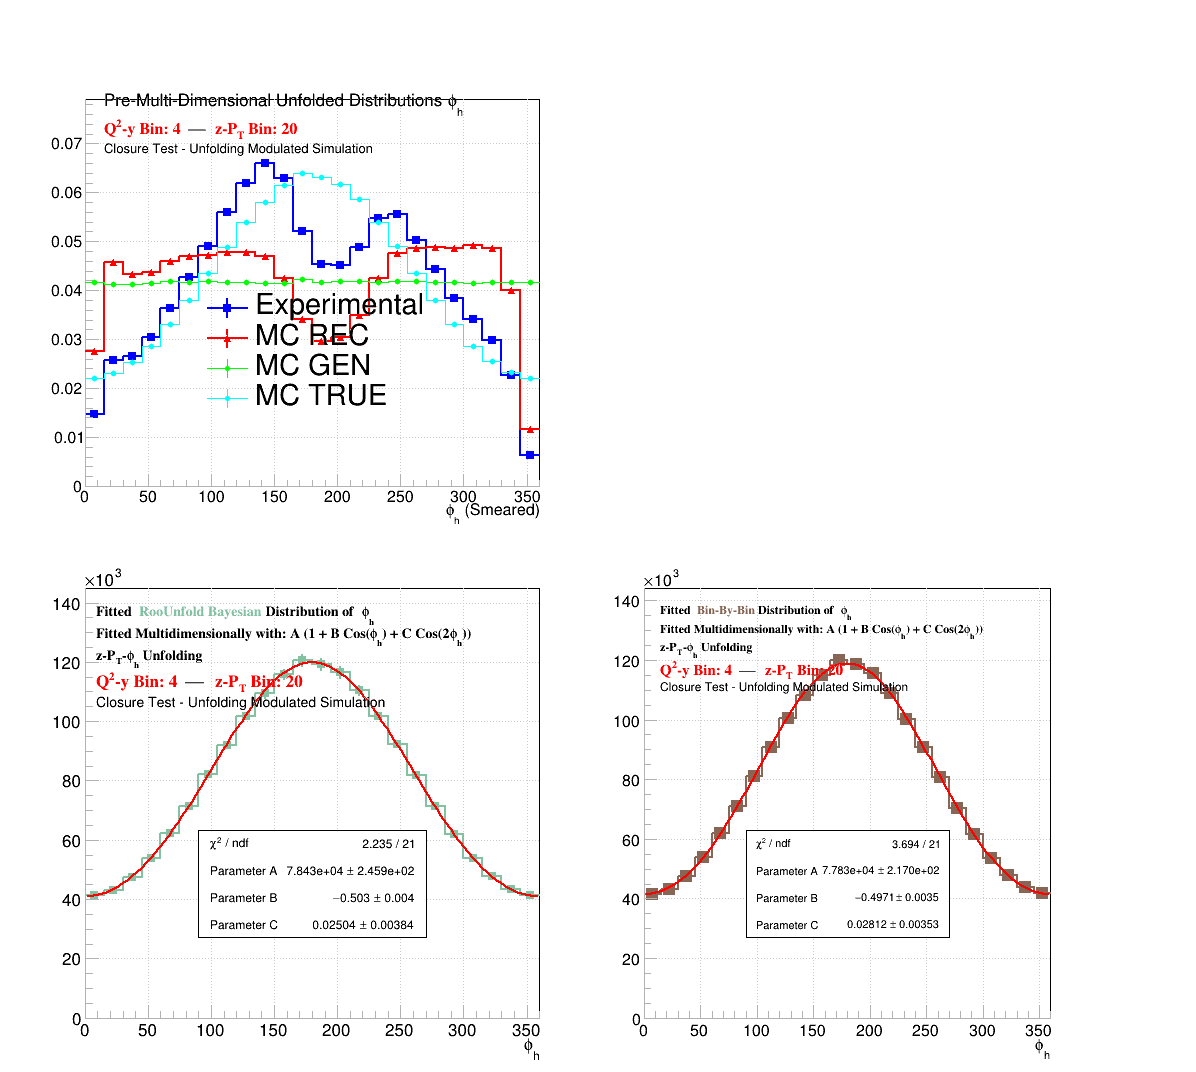 Pre-Multi-Dimensional Unfolded Distributions ϕh
Q²-y Bin: 4 — z-PT Bin: 20
Closure Test - Unfolding Modulated Simulation
0.07
0.06
0.05
0.04
0.03
0.02
0.01
0
Experimental
MC REC
MC GEN
MC TRUE
0 50 100 150 200 250 300 350
ϕh (Smeared)
×10³
Fitted RooUnfold Bayesian Distribution of ϕh
Fitted Multidimensionally with: A (1 + B Cos(ϕh) + C Cos(2ϕh))
z-PT-ϕh Unfolding
Q²-y Bin: 4 — z-PT Bin: 20
Closure Test - Unfolding Modulated Simulation
140
120
100
80
60
40
20
0
χ² / ndf 2.235 / 21
Parameter A 7.843e+04 ± 2.459e+02
Parameter B −0.503 ± 0.004
Parameter C 0.02504 ± 0.00384
0 50 100 150 200 250 300 350
ϕh
×10³
Fitted Bin-By-Bin Distribution of ϕh
Fitted Multidimensionally with: A (1 + B Cos(ϕh) + C Cos(2ϕh))
z-PT-ϕh Unfolding
Q²-y Bin: 4 — z-PT Bin: 20
Closure Test - Unfolding Modulated Simulation
140
120
100
80
60
40
20
0
χ² / ndf 3.694 / 21
Parameter A 7.783e+04 ± 2.170e+02
Parameter B −0.4971 ± 0.0035
Parameter C 0.02812 ± 0.00353
0 50 100 150 200 250 300 350
ϕh